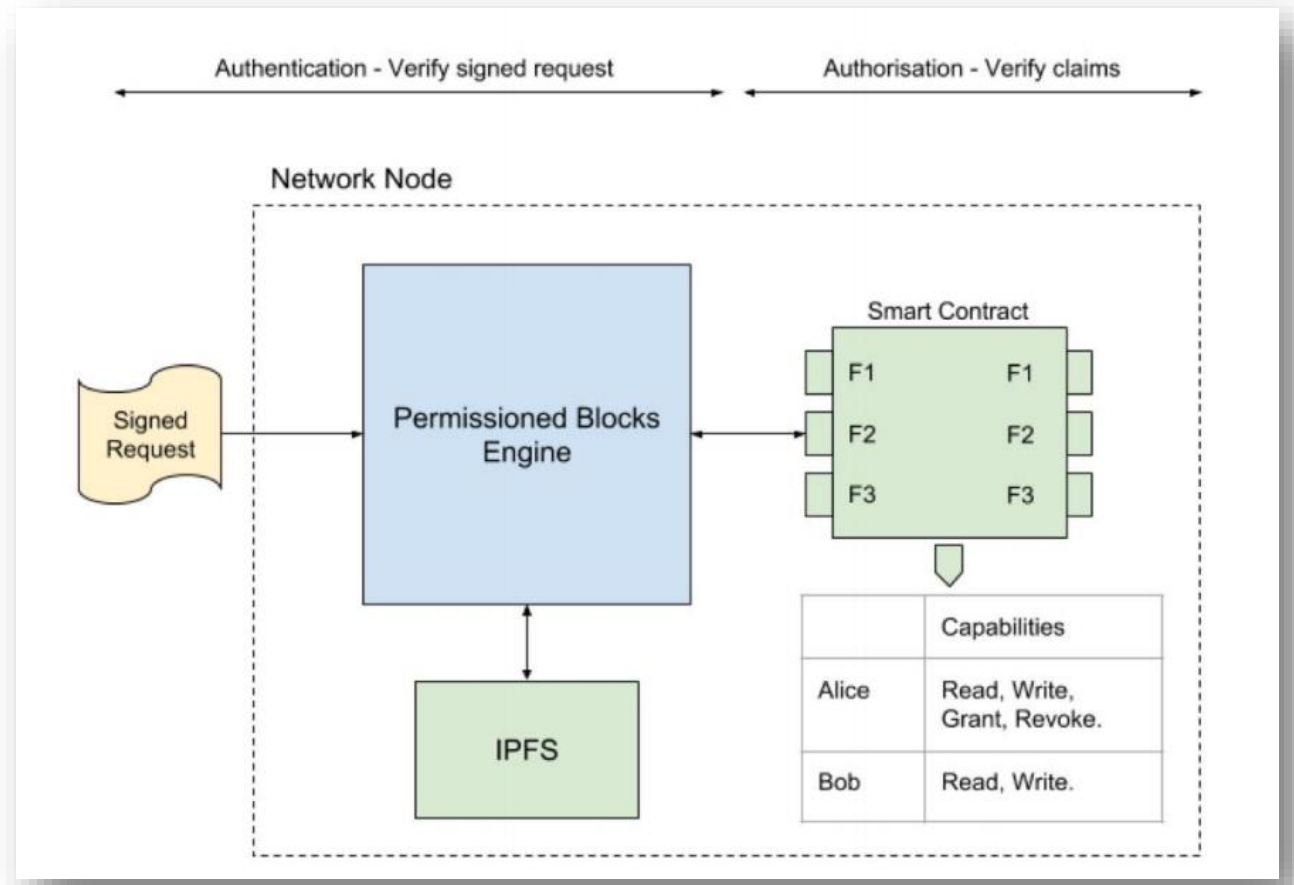 Authentication - Verify signed request
Authorisation - Verify claims
Network Node
Smart Contract
Signed
Request
Permissioned Blocks
Engine
F1
F1
F2
F2
F3
F3
IPFS
Capabilities
Alice
Read, Write,
Grant, Revoke.
Bob
Read, Write.